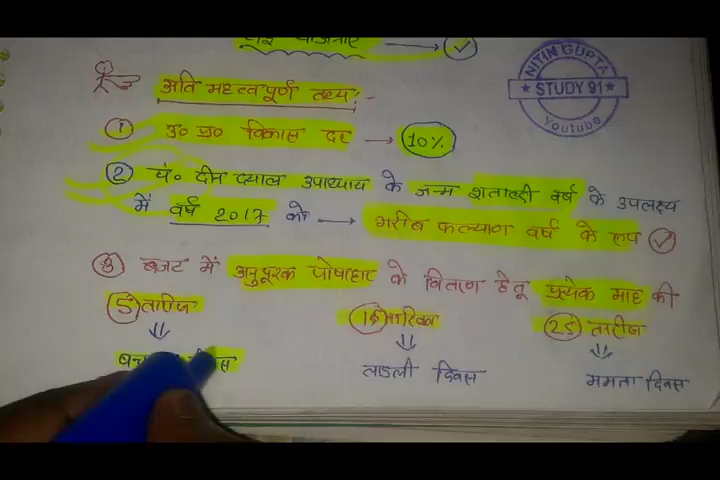 नई योजनाएं
NITIN GUPTA
★ STUDY 91 ★
Youtube
अति महत्वपूर्ण तथ्य:-
① उ० प्र० विकास दर → 10%
② पं० दीन दयाल उपाध्याय के जन्म शताब्दी वर्ष के उपलक्ष्य
में वर्ष 2017 को → गरीब कल्याण वर्ष के रूप
③ बजट में अनुपूरक पोषाहार के वितरण हेतू प्रत्येक माह की
5 तारीख 15 तारीख 25 तारीख
लाडली दिवस ममता दिवस